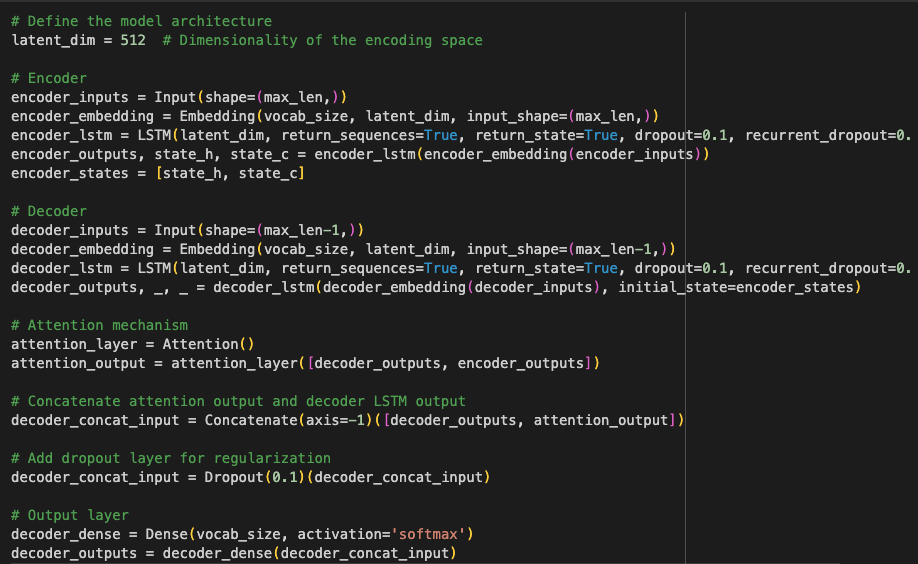 # Define the model architecture
latent_dim = 512  # Dimensionality of the encoding space
# Encoder
encoder_inputs = Input(shape=(max_len,))
encoder_embedding = Embedding(vocab_size, latent_dim, input_shape=(max_len,))
encoder_lstm = LSTM(latent_dim, return_sequences=True, return_state=True, dropout=0.1, recurrent_dropout=0.
encoder_outputs, state_h, state_c = encoder_lstm(encoder_embedding(encoder_inputs))
encoder_states = [state_h, state_c]
# Decoder
decoder_inputs = Input(shape=(max_len-1,))
decoder_embedding = Embedding(vocab_size, latent_dim, input_shape=(max_len-1,))
decoder_lstm = LSTM(latent_dim, return_sequences=True, return_state=True, dropout=0.1, recurrent_dropout=0.
decoder_outputs, _, _ = decoder_lstm(decoder_embedding(decoder_inputs), initial_state=encoder_states)
# Attention mechanism
attention_layer = Attention()
attention_output = attention_layer([decoder_outputs, encoder_outputs])
# Concatenate attention output and decoder LSTM output
decoder_concat_input = Concatenate(axis=-1)([decoder_outputs, attention_output])
# Add dropout layer for regularization
decoder_concat_input = Dropout(0.1)(decoder_concat_input)
# Output layer
decoder_dense = Dense(vocab_size, activation='softmax')
decoder_outputs = decoder_dense(decoder_concat_input)